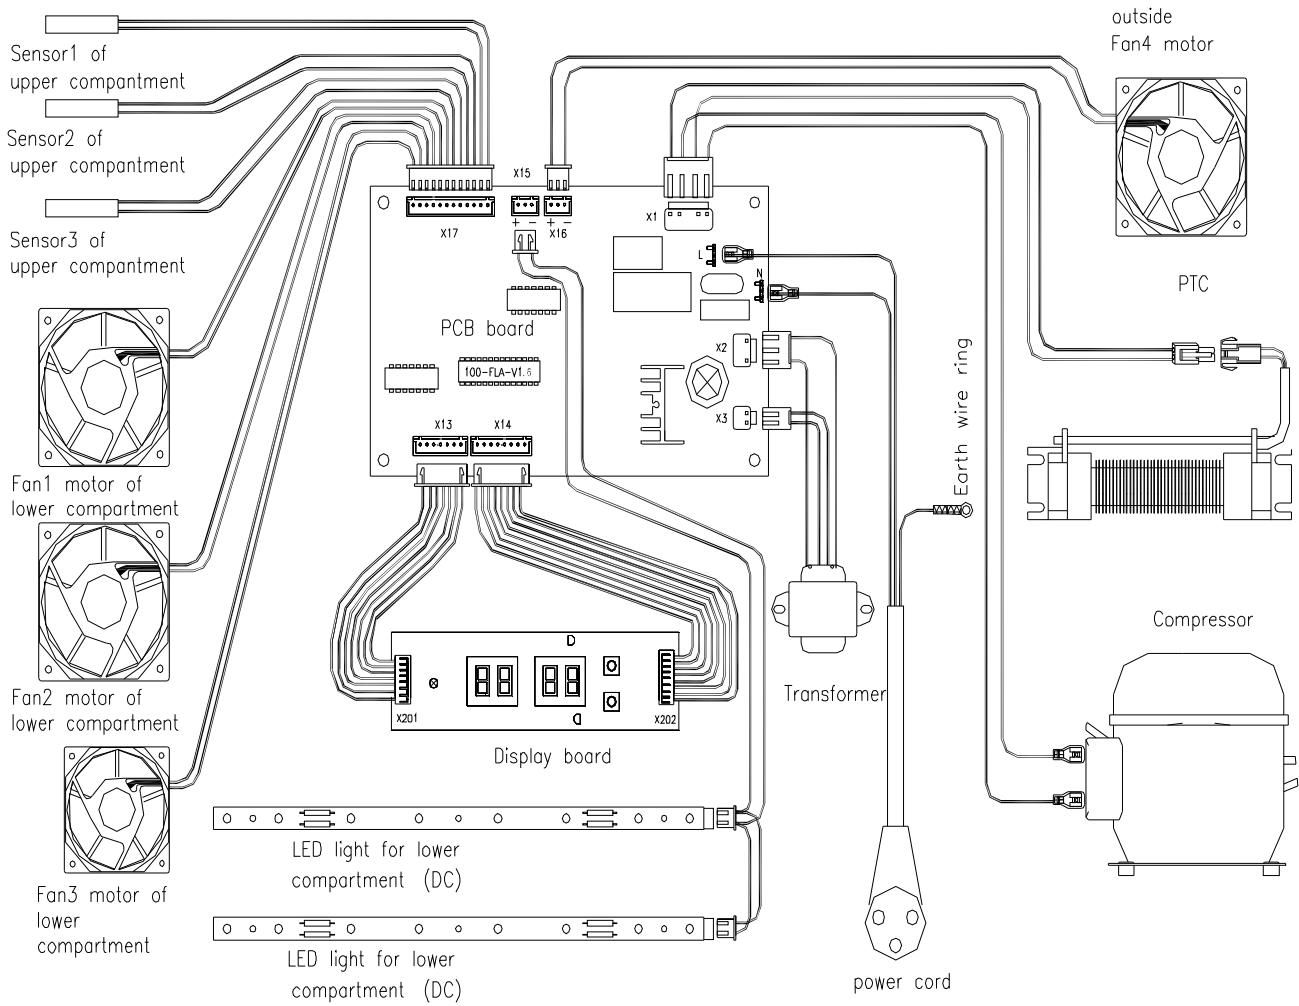 outside
Fan4 motor
Sensor1 of
upper compartment
Sensor2 of
upper compartment
Sensor3 of
upper compartment
X15
X1
X17
+ -
+ -
X16
L
N
PTC
PCB board
X2
100-FLA-V1.6
X3
X13
X14
Earth wire ring
Fan1 motor of
lower compartment
Fan2 motor of
lower compartment
Compressor
Transformer
D
D
X201
X202
Display board
LED light for lower
compartment (DC)
Fan3 motor of
lower
compartment
LED light for lower
compartment (DC)
power cord